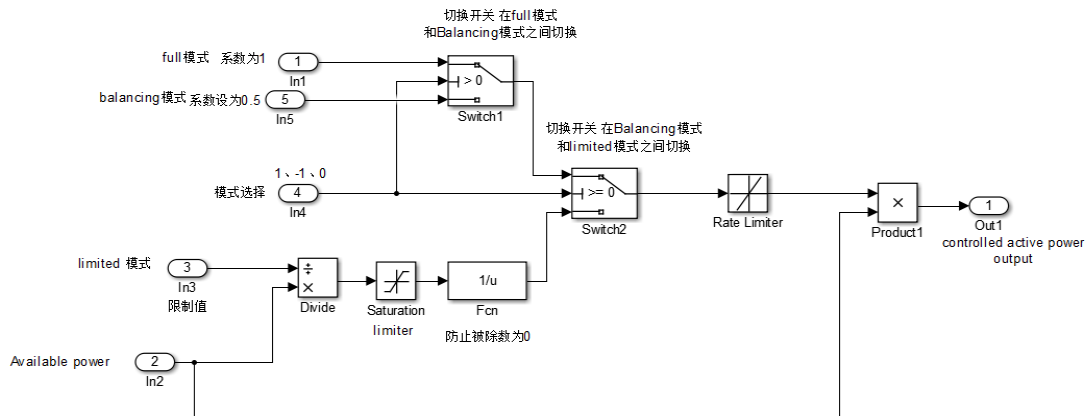 切换开关 在full模式
和Balancing模式之间切换
full模式 系数为1
1
In1
> 0
balancing模式 系数设为0.5
5
In5
Switch1
切换开关 在Balancing模式
和limited模式之间切换
1、-1、0
模式选择
4
In4
>= 0
Switch2
Rate Limiter
×
Product1
1
Out1
controlled active power
output
limited 模式
3
In3
限制值
÷
×
Divide
Saturation
limiter
1/u
Fcn
防止被除数为0
Available power
2
In2